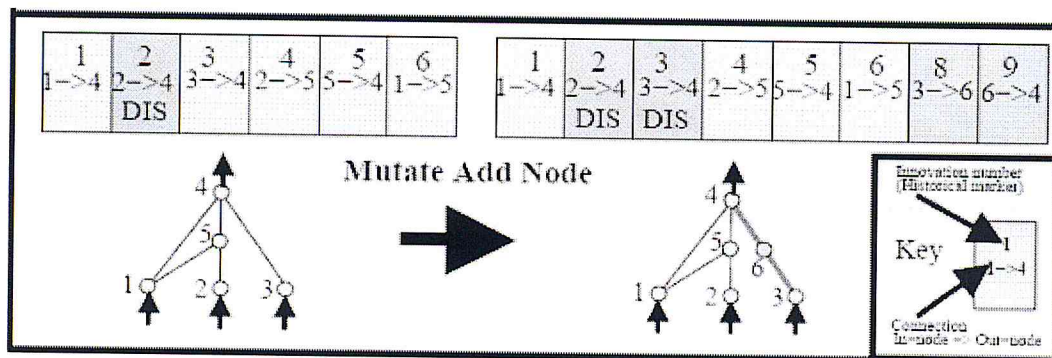 1 2 3 4 5 6
1->4 2->4 3->4 2->5 5->4 1->5
DIS
1 2 3 4 5 6 8 9
1->4 2->4 3->4 2->5 5->4 1->5 3->6 6->4
DIS DIS
Mutate Add Node
4
5
1 2 3
4
5
6
1 2 3
Innovation number
(Historical marker)
Key
1
1->4
Connection
In-node => Out-node